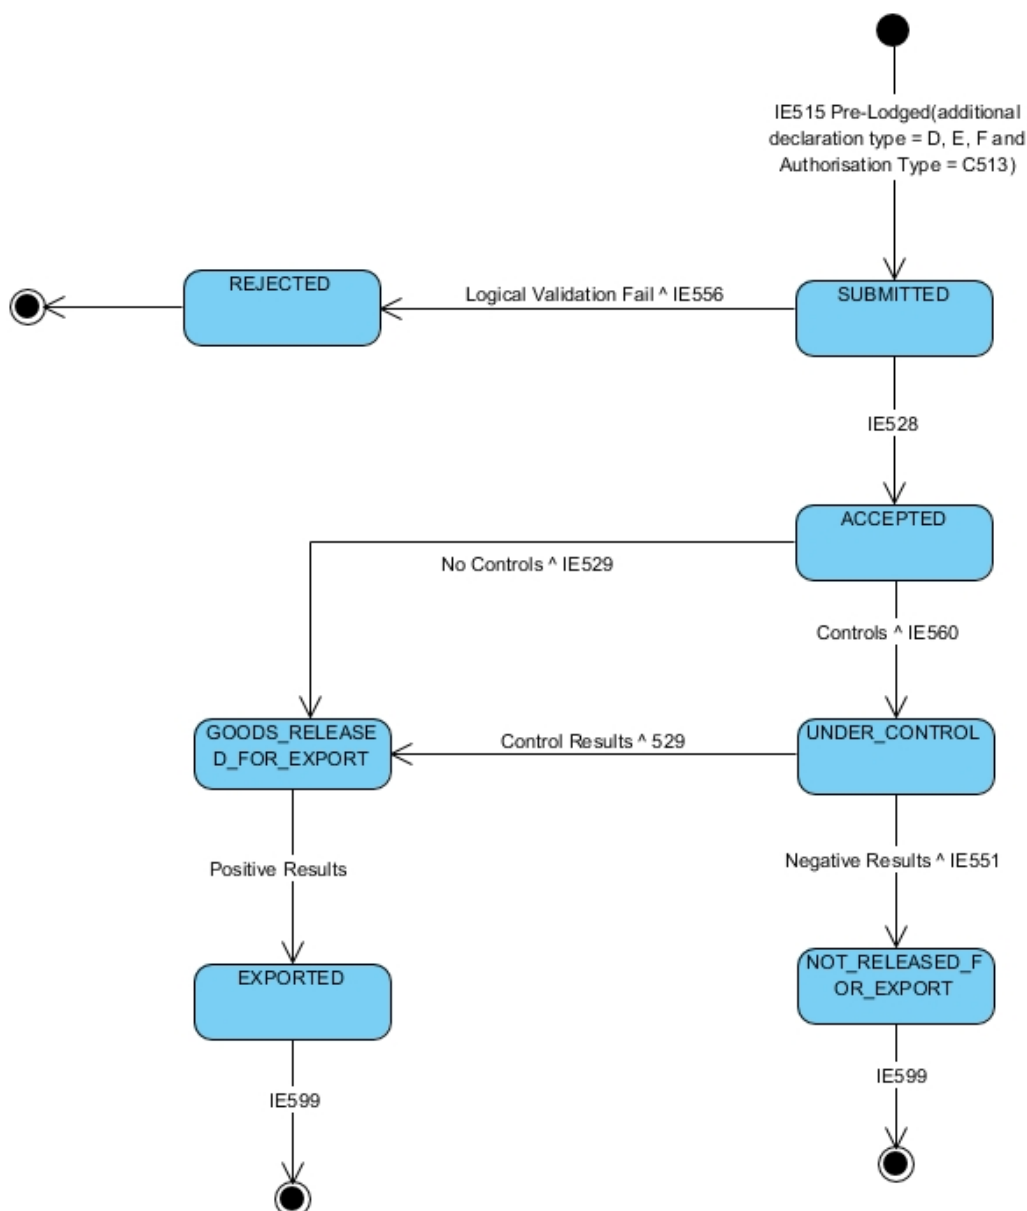 IE515 Pre-Lodged(additional
declaration type = D, E, F and
Authorisation Type = C513)
REJECTED
Logical Validation Fail ^ IE556
SUBMITTED
IE528
ACCEPTED
No Controls ^ IE529
Controls ^ IE560
GOODS_RELEASE
D_FOR_EXPORT
Control Results ^ 529
UNDER_CONTROL
Positive Results
Negative Results ^ IE551
EXPORTED
NOT_RELEASED_F
OR_EXPORT
IE599
IE599